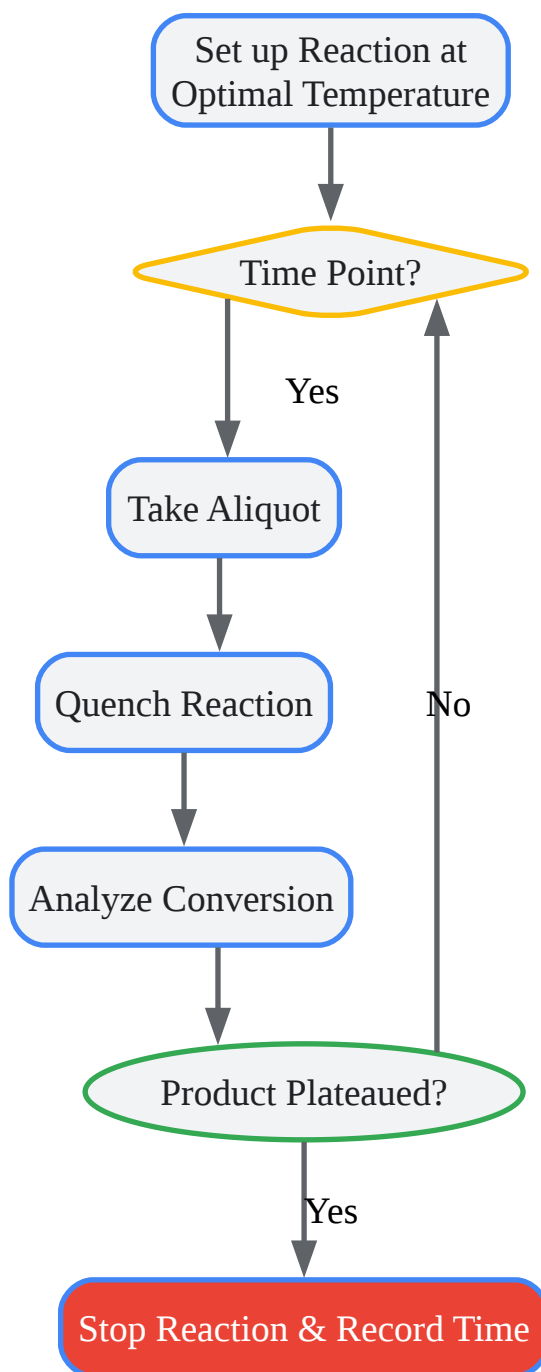 Set up Reaction at
Optimal Temperature
Time Point?
Yes
Take Aliquot
Quench Reaction
No
Analyze Conversion
Product Plateaued?
Yes
Stop Reaction & Record Time